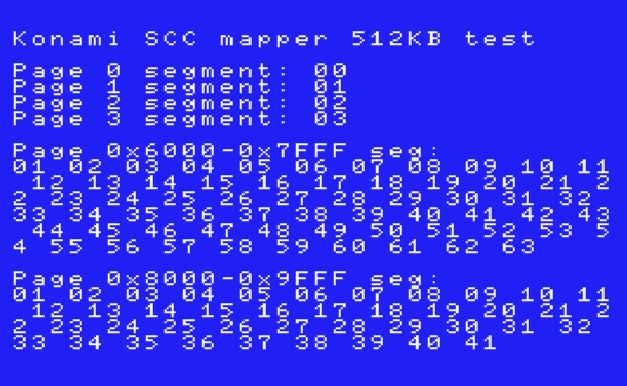 Konami SCC mapper 512KB test
Page 0 segment: 00
Page 1 segment: 01
Page 2 segment: 02
Page 3 segment: 03
Page 0x6000-0x7FFF seg:
01 02 03 04 05 06 07 08 09 10 11
 12 13 14 15 16 17 18 19 20 21 2
2 23 24 25 26 27 28 29 30 31 32
33 34 35 36 37 38 39 40 41 42 43
 44 45 46 47 48 49 50 51 52 53 5
4 55 56 57 58 59 60 61 62 63
Page 0x8000-0x9FFF seg:
01 02 03 04 05 06 07 08 09 10 11
 12 13 14 15 16 17 18 19 20 21 2
2 23 24 25 26 27 28 29 30 31 32
33 34 35 36 37 38 39 40 41